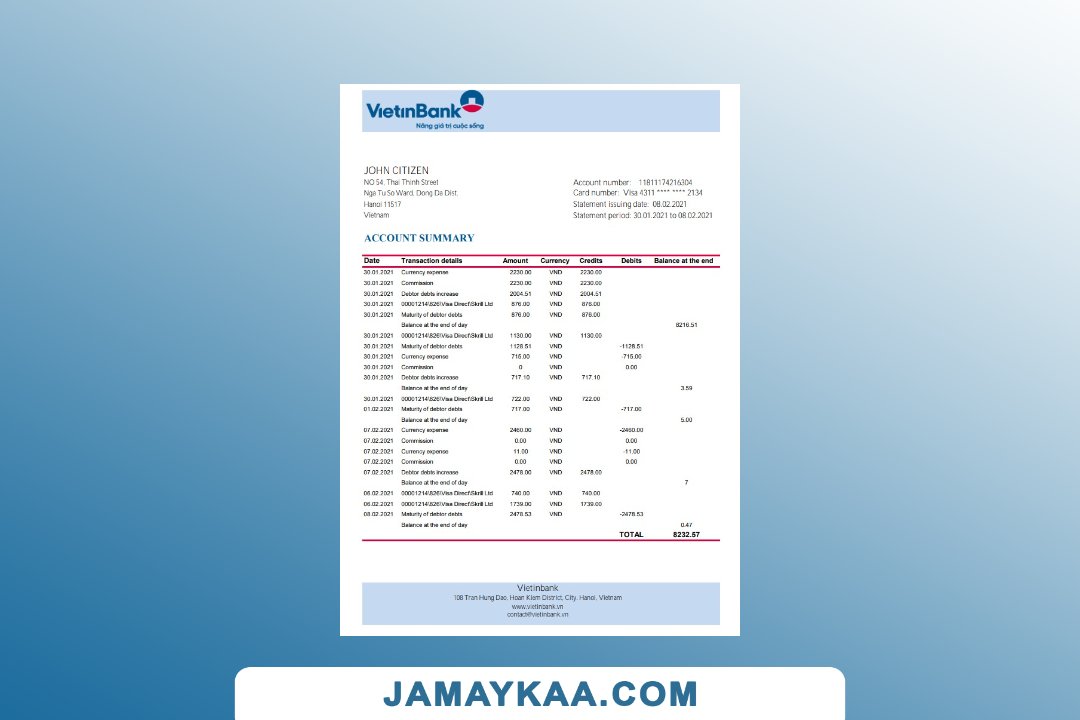 VietinBank
Nâng giá trị cuộc sống
JOHN CITIZEN
NO 54, Thai Thinh Street
Nga Tu So Ward, Dong Da Dist.
Hanoi 11517
Vietnam
Account number: 11811174216304
Card number: Visa 4311 **** **** 2134
Statement issuing date: 08.02.2021
Statement period: 30.01.2021 to 08.02.2021
ACCOUNT SUMMARY
Date Transaction details Amount Currency Credits Debits Balance at the end
30.01.2021 Currency expense 2230.00 VND 2230.00
30.01.2021 Commission 2230.00 VND 2230.00
30.01.2021 Debtor debts increase 2004.51 VND 2004.51
30.01.2021 00001214\826\Visa Direct\Skrill Ltd 876.00 VND 876.00
30.01.2021 Maturity of debtor debts 876.00 VND 876.00
Balance at the end of day 8216.51
30.01.2021 00001214\826\Visa Direct\Skrill Ltd 1130.00 VND 1130.00
30.01.2021 Maturity of debtor debts 1128.51 VND -1128.51
30.01.2021 Currency expense 715.00 VND -715.00
30.01.2021 Commission 0 VND 0.00
30.01.2021 Debtor debts increase 717.10 VND 717.10
Balance at the end of day 3.59
30.01.2021 00001214\826\Visa Direct\Skrill Ltd 722.00 VND 722.00
01.02.2021 Maturity of debtor debts 717.00 VND -717.00
Balance at the end of day 5.00
07.02.2021 Currency expense 2460.00 VND -2460.00
07.02.2021 Commission 0.00 VND 0.00
07.02.2021 Currency expense 11.00 VND -11.00
07.02.2021 Commission 0.00 VND 0.00
07.02.2021 Debtor debts increase 2478.00 VND 2478.00
Balance at the end of day 7
06.02.2021 00001214\826\Visa Direct\Skrill Ltd 740.00 VND 740.00
06.02.2021 00001214\826\Visa Direct\Skrill Ltd 1739.00 VND 1739.00
08.02.2021 Maturity of debtor debts 2478.53 VND -2478.53
Balance at the end of day 0.47
TOTAL 8232.57
Vietinbank
108 Tran Hung Dao, Hoan Kiem District, City. Hanoi, Vietnam
www.vietinbank.vn
contact@vietinbank.vn
JAMAYKAA.COM